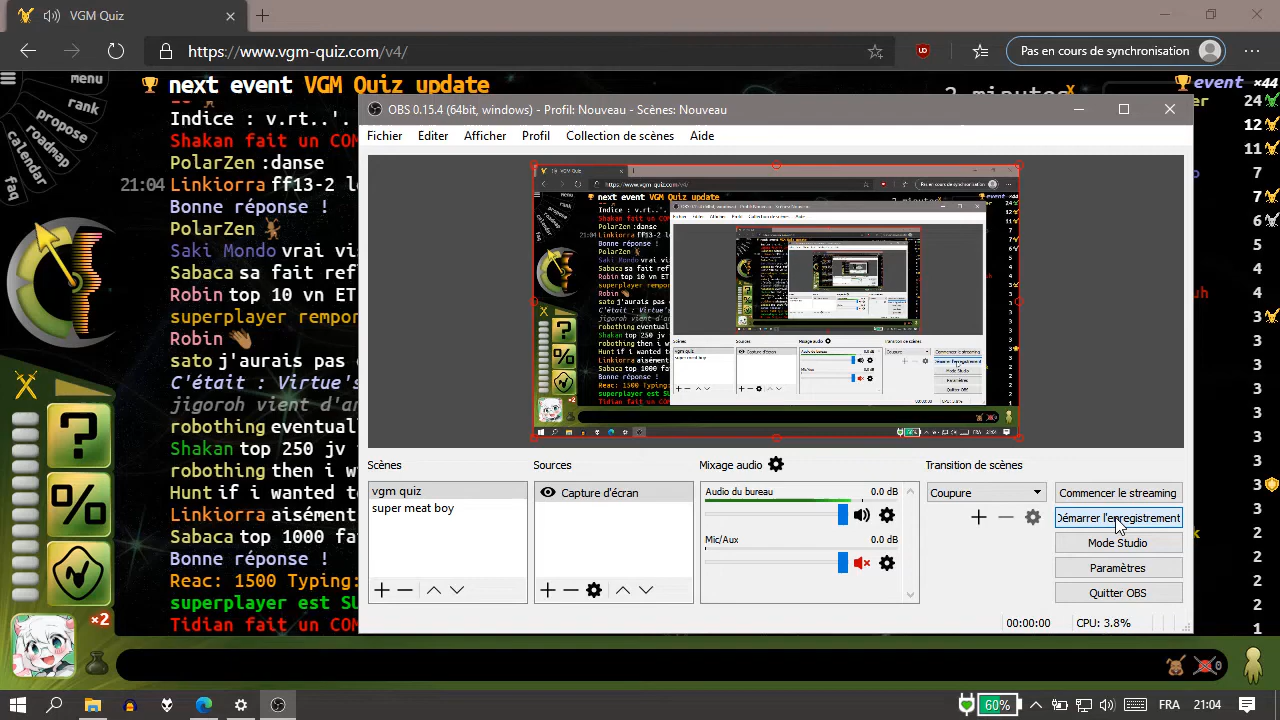 VGM Quiz
https://www.vgm-quiz.com/v4/
Pas en cours de synchronisation
menu
rank
propose
roadmap
calendar
faq
next event VGM Quiz update
2 minutes
event ×44
24
Indice : v.rt..'.
12
Shakan fait un COM
11
PolarZen :danse
21:04 Linkiorra ff13-2 l
7
Bonne réponse !
6
PolarZen
5
Saki Mondo vrai vis
4
Sabaca sa fait refl
4
Robin top 10 vn ET
3
superplayer rempor
3
Robin
3
sato j'aurais pas
3
C'était : Virtue's
3
jigoroh vient d'ar
3
robothing eventual
3
Shakan top 250 jv
3
robothing then i w
3
Hunt if i wanted t
3
Linkiorra aisément
3
Sabaca top 1000 fa
2
Bonne réponse !
2
Reac: 1500 Typing:
2
superplayer est SU
2
Tidian fait un COM
1
×2
0
OBS 0.15.4 (64bit, windows) - Profil: Nouveau - Scènes: Nouveau
Fichier Editer Afficher Profil Collection de scènes Aide
Scènes
vgm quiz
super meat boy
Sources
Capture d'écran
Mixage audio
Audio du bureau 0.0 dB
Mic/Aux 0.0 dB
Transition de scènes
Coupure
Commencer le streaming
Démarrer l'enregistrement
Mode Studio
Paramètres
Quitter OBS
00:00:00 CPU: 3.8%
60% FRA 21:04